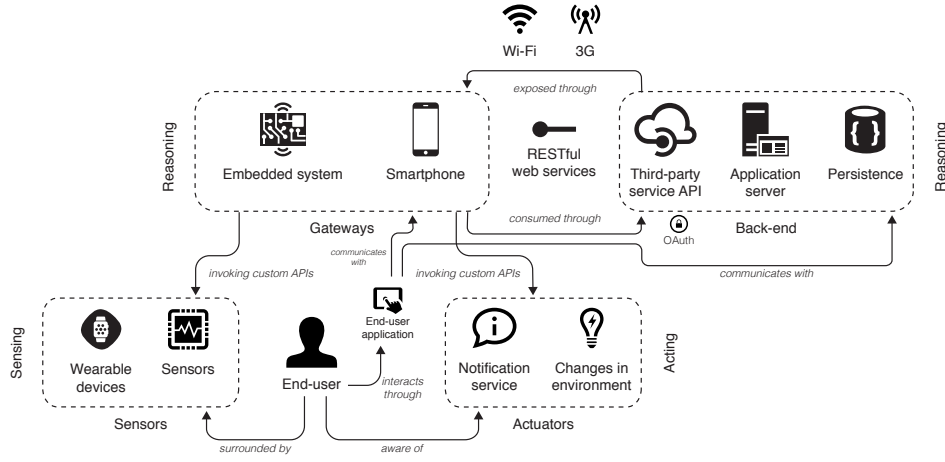 Wi-Fi
3G
exposed through
Reasoning
Embedded system
Smartphone
RESTful
web services
Third-party
service API
Application
server
Persistence
Reasoning
Gateways
consumed through
OAuth
Back-end
communicates
with
invoking custom APIs
invoking custom APIs
communicates with
Sensing
Wearable
devices
Sensors
End-user
End-user
application
interacts
through
Notification
service
Changes in
environment
Acting
Sensors
Actuators
surrounded by
aware of